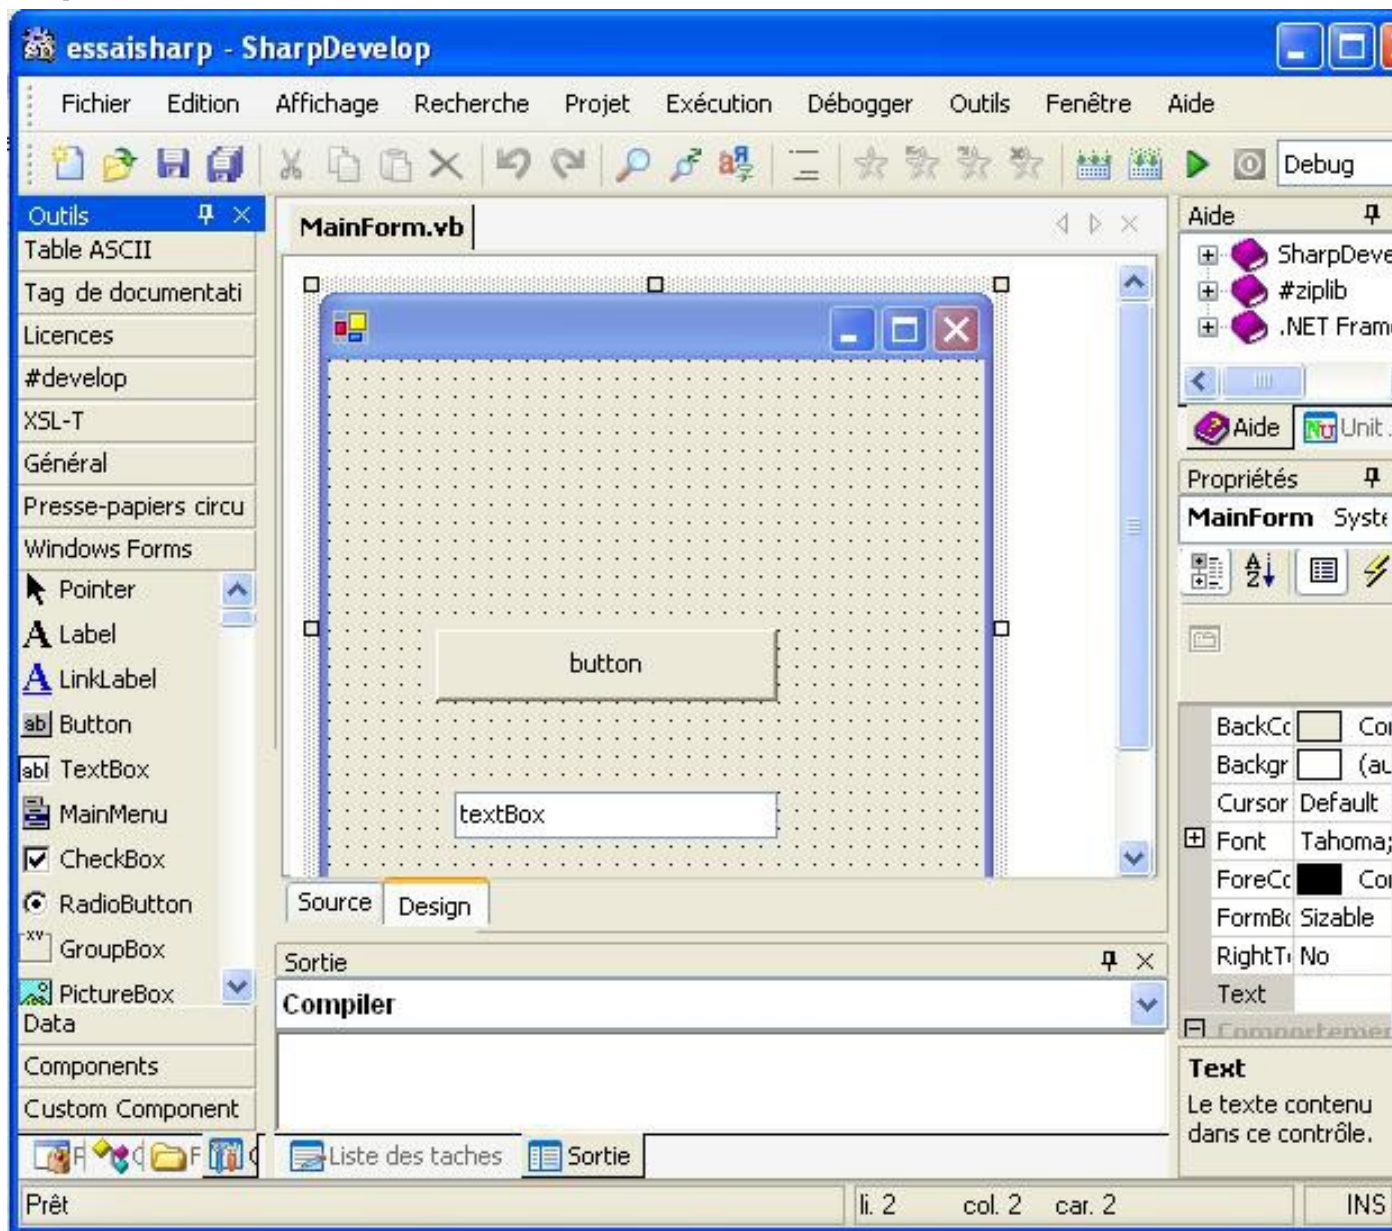 essaisharp - SharpDevelop
Fichier Edition Affichage Recherche Projet Exécution Débogger Outils Fenêtre Aide
Debug
Outils
Table ASCII
Tag de documentati
Licences
#develop
XSL-T
Général
Presse-papiers circu
Windows Forms
Pointer
Label
LinkLabel
Button
TextBox
MainMenu
CheckBox
RadioButton
GroupBox
PictureBox
Data
Components
Custom Component
MainForm.vb
button
textBox
Source Design
Sortie
Compiler
Liste des taches Sortie
Aide
SharpDeve
#ziplib
.NET Fram
Aide Unit
Propriétés
MainForm Syste
BackCo Co
Backgr (au
Cursor Default
Font Tahoma;
ForeCo Co
FormBo Sizable
RightT No
Text
Comportemen
Text
Le texte contenu
dans ce contrôle.
Prêt li. 2 col. 2 car. 2 INS